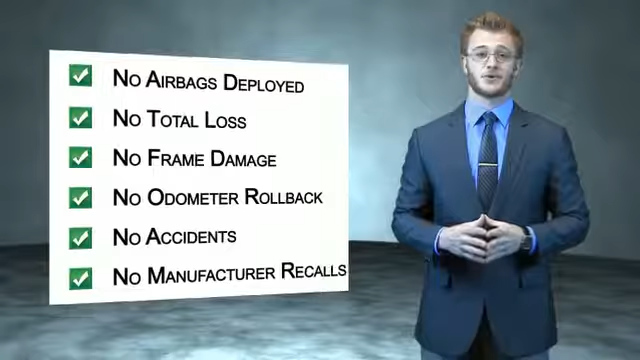 No Airbags Deployed
No Total Loss
No Frame Damage
No Odometer Rollback
No Accidents
No Manufacturer Recalls